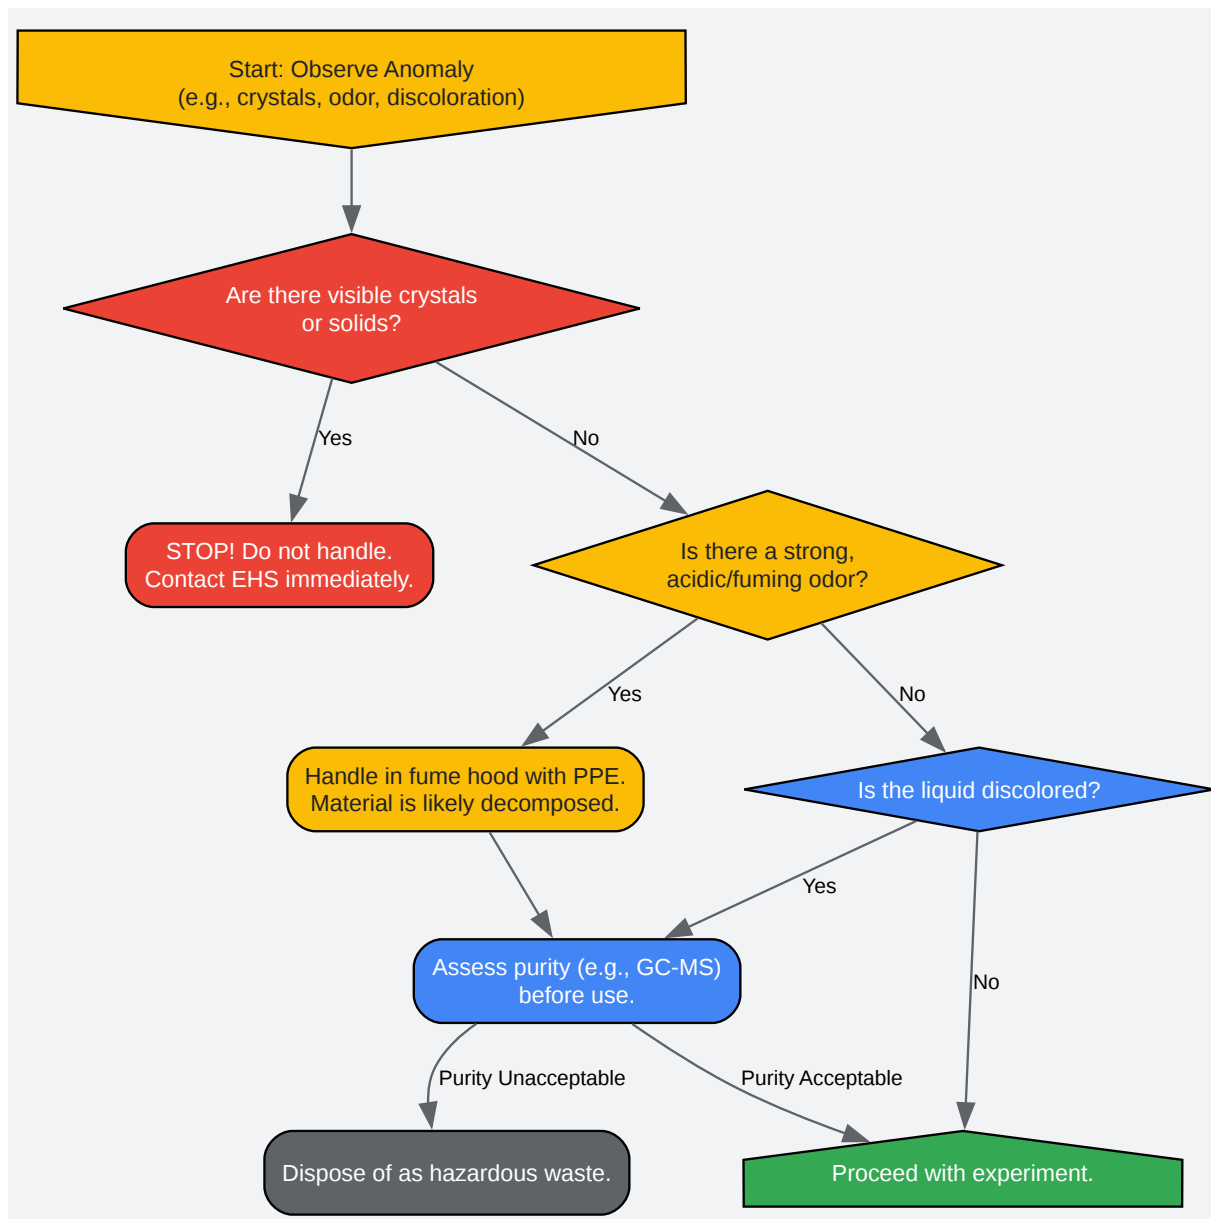 Start: Observe Anomaly
(e.g., crystals, odor, discoloration)
Are there visible crystals
or solids?
Yes
No
STOP! Do not handle.
Contact EHS immediately.
Is there a strong,
acidic/fuming odor?
Yes
No
Handle in fume hood with PPE.
Material is likely decomposed.
Is the liquid discolored?
Yes
Assess purity (e.g., GC-MS)
before use.
No
Purity Unacceptable
Purity Acceptable
Dispose of as hazardous waste.
Proceed with experiment.